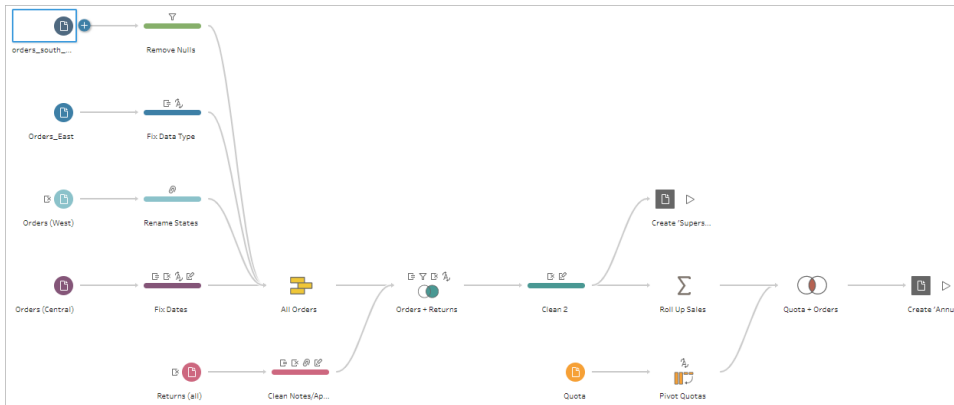 orders_south_...
Remove Nulls
Orders_East
Fix Data Type
Orders (West)
Rename States
Create 'Supers...
Orders (Central)
Fix Dates
All Orders
Orders + Returns
Clean 2
Roll Up Sales
Quota + Orders
Create 'Annu
Returns (all)
Clean Notes/Ap...
Quota
Pivot Quotas